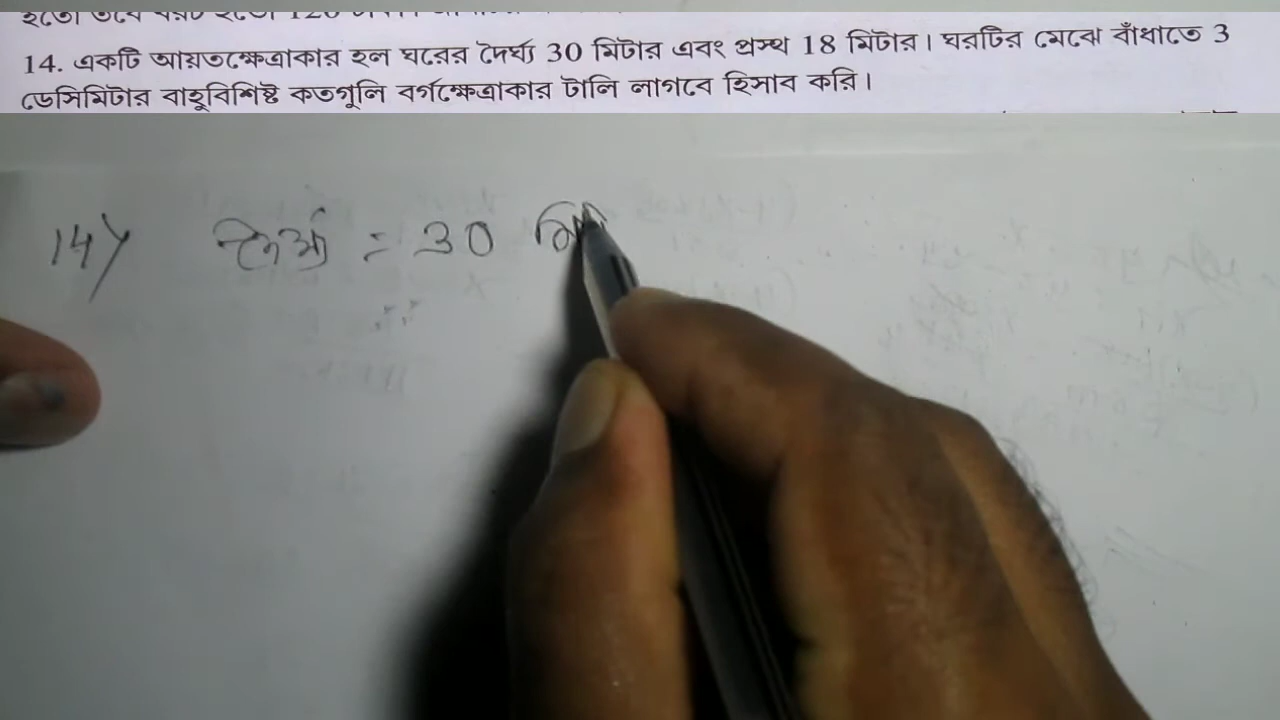 14. একটি আয়তক্ষেত্রাকার হল ঘরের দৈর্ঘ্য 30 মিটার এবং প্রস্থ 18 মিটার। ঘরটির মেঝে বাঁধাতে 3
ডেসিমিটার বাহুবিশিষ্ট কতগুলি বর্গক্ষেত্রাকার টালি লাগবে হিসাব করি।
14) দৈর্ঘ্য = 30 মি